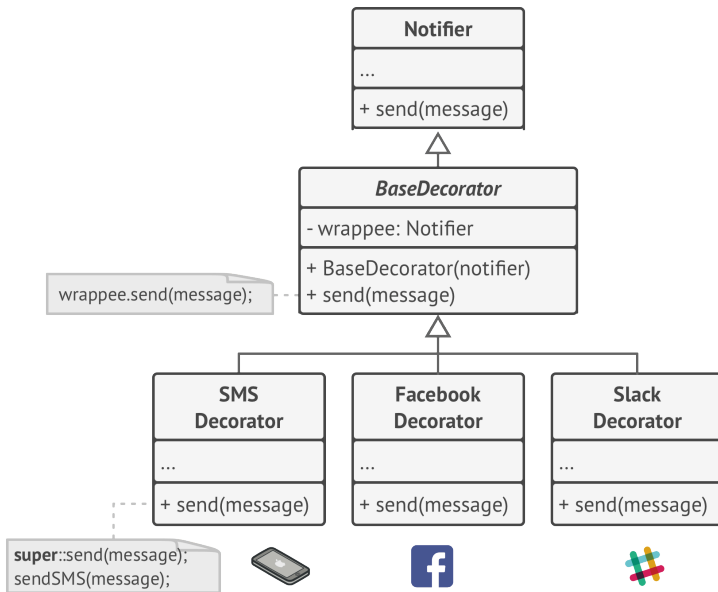 Notifier
...
+ send(message)
BaseDecorator
- wrappee: Notifier
+ BaseDecorator(notifier)
+ send(message)
wrappee.send(message);
SMS
Decorator
...
+ send(message)
Facebook
Decorator
...
+ send(message)
Slack
Decorator
...
+ send(message)
super::send(message);
sendSMS(message);